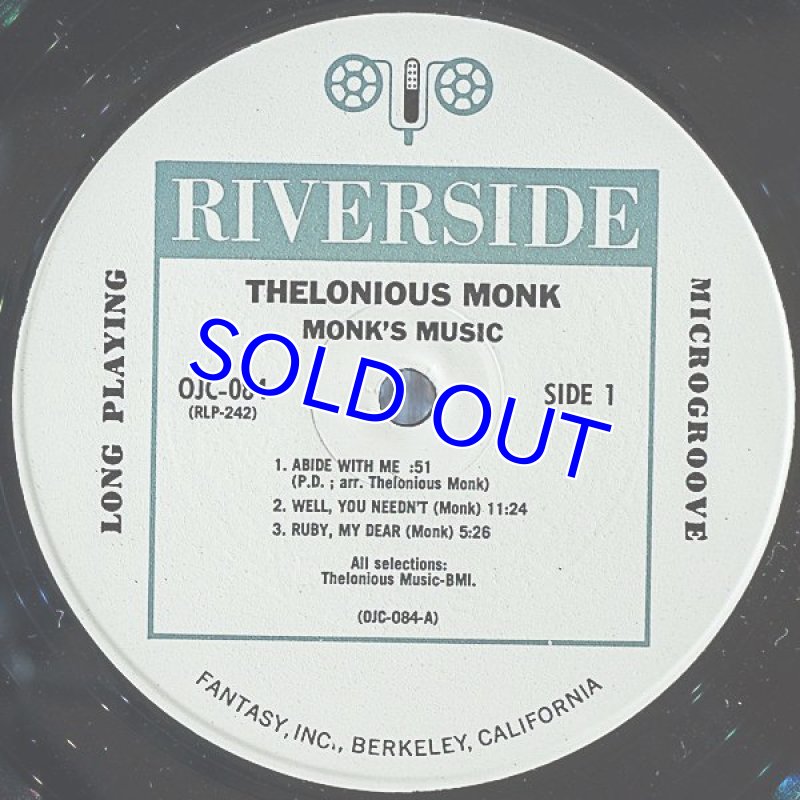 RIVERSIDE
THELONIOUS MONK
MONK'S MUSIC
SOLD OUT
OJC-084
(RLP-242)
SIDE 1
LONG PLAYING
MICROGROOVE
1. ABIDE WITH ME :51
(P.D. ; arr. Thelonious Monk)
2. WELL, YOU NEEDN'T (Monk) 11:24
3. RUBY, MY DEAR (Monk) 5:26
All selections:
Thelonious Music-BMI.
(OJC-084-A)
FANTASY, INC., BERKELEY, CALIFORNIA